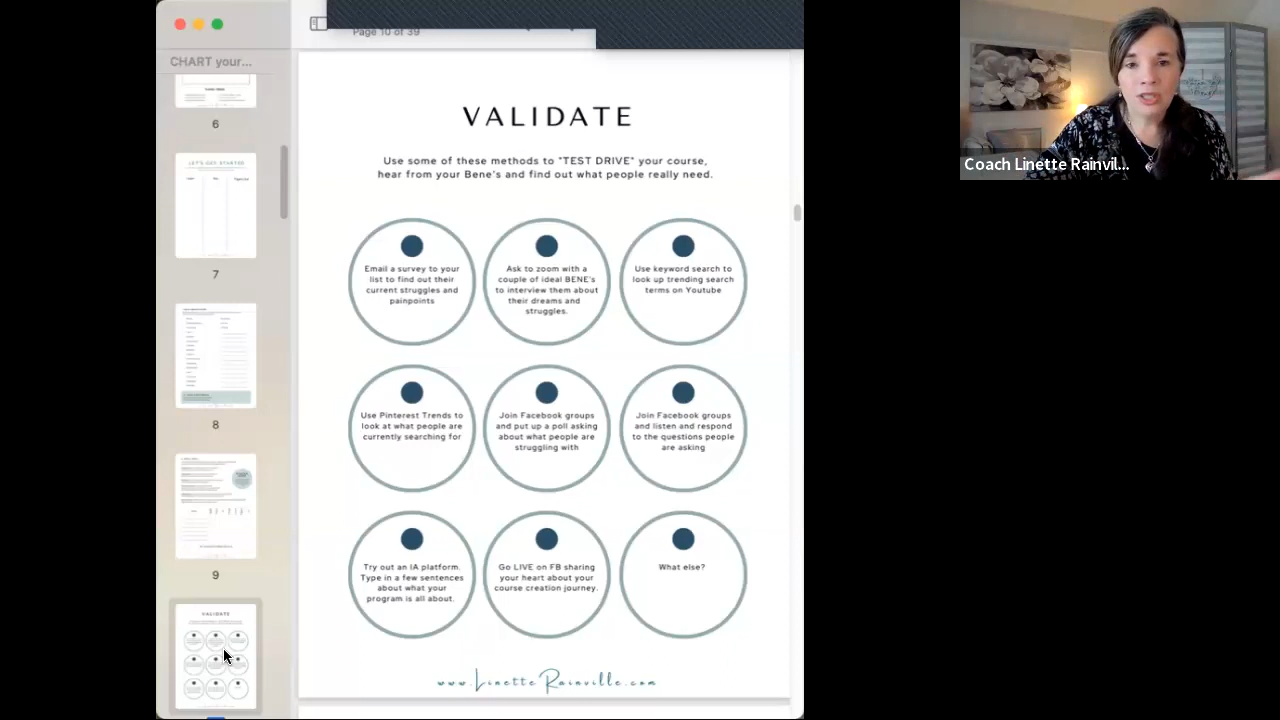 Page 10 of 39
CHART your...
6
LET'S GET STARTED
7
8
9
VALIDATE
VALIDATE
Use some of these methods to "TEST DRIVE" your course,
hear from your Bene's and find out what people really need.
Email a survey to your
list to find out their
current struggles and
painpoints
Ask to zoom with a
couple of ideal BENE's
to interview them about
their dreams and
struggles.
Use keyword search to
look up trending search
terms on Youtube
Use Pinterest Trends to
look at what people are
currently searching for
Join Facebook groups
and put up a poll asking
about what people are
struggling with
Join Facebook groups
and listen and respond
to the questions people
are asking
Try out an IA platform.
Type in a few sentences
about what your
program is all about.
Go LIVE on FB sharing
your heart about your
course creation journey.
What else?
www.LinetteRainville.com
Coach Linette Rainvil...